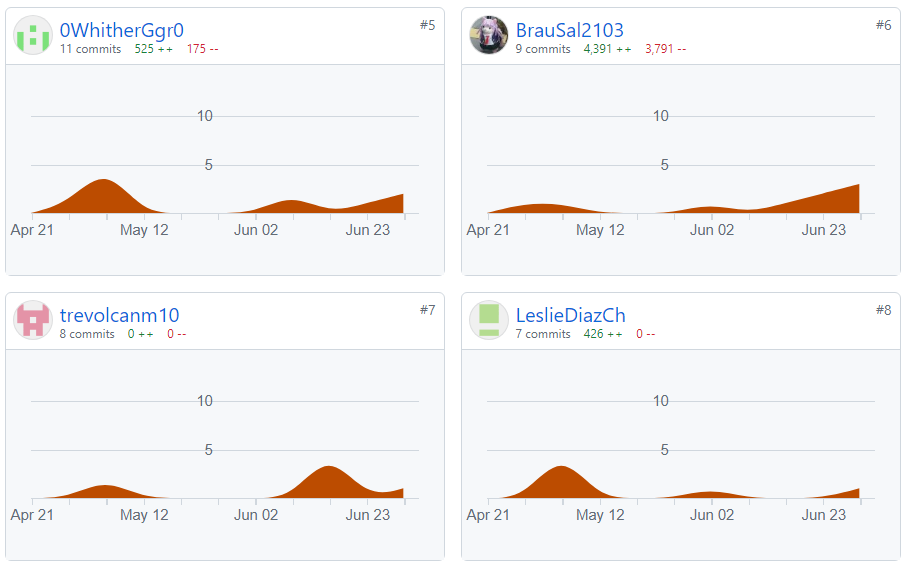 0WhitherGgr0 #5
11 commits 525 ++ 175 --
10
5
Apr 21 May 12 Jun 02 Jun 23
BrauSal2103 #6
9 commits 4,391 ++ 3,791 --
10
5
Apr 21 May 12 Jun 02 Jun 23
trevolcanm10 #7
8 commits 0 ++ 0 --
10
5
Apr 21 May 12 Jun 02 Jun 23
LeslieDiazCh #8
7 commits 426 ++ 0 --
10
5
Apr 21 May 12 Jun 02 Jun 23